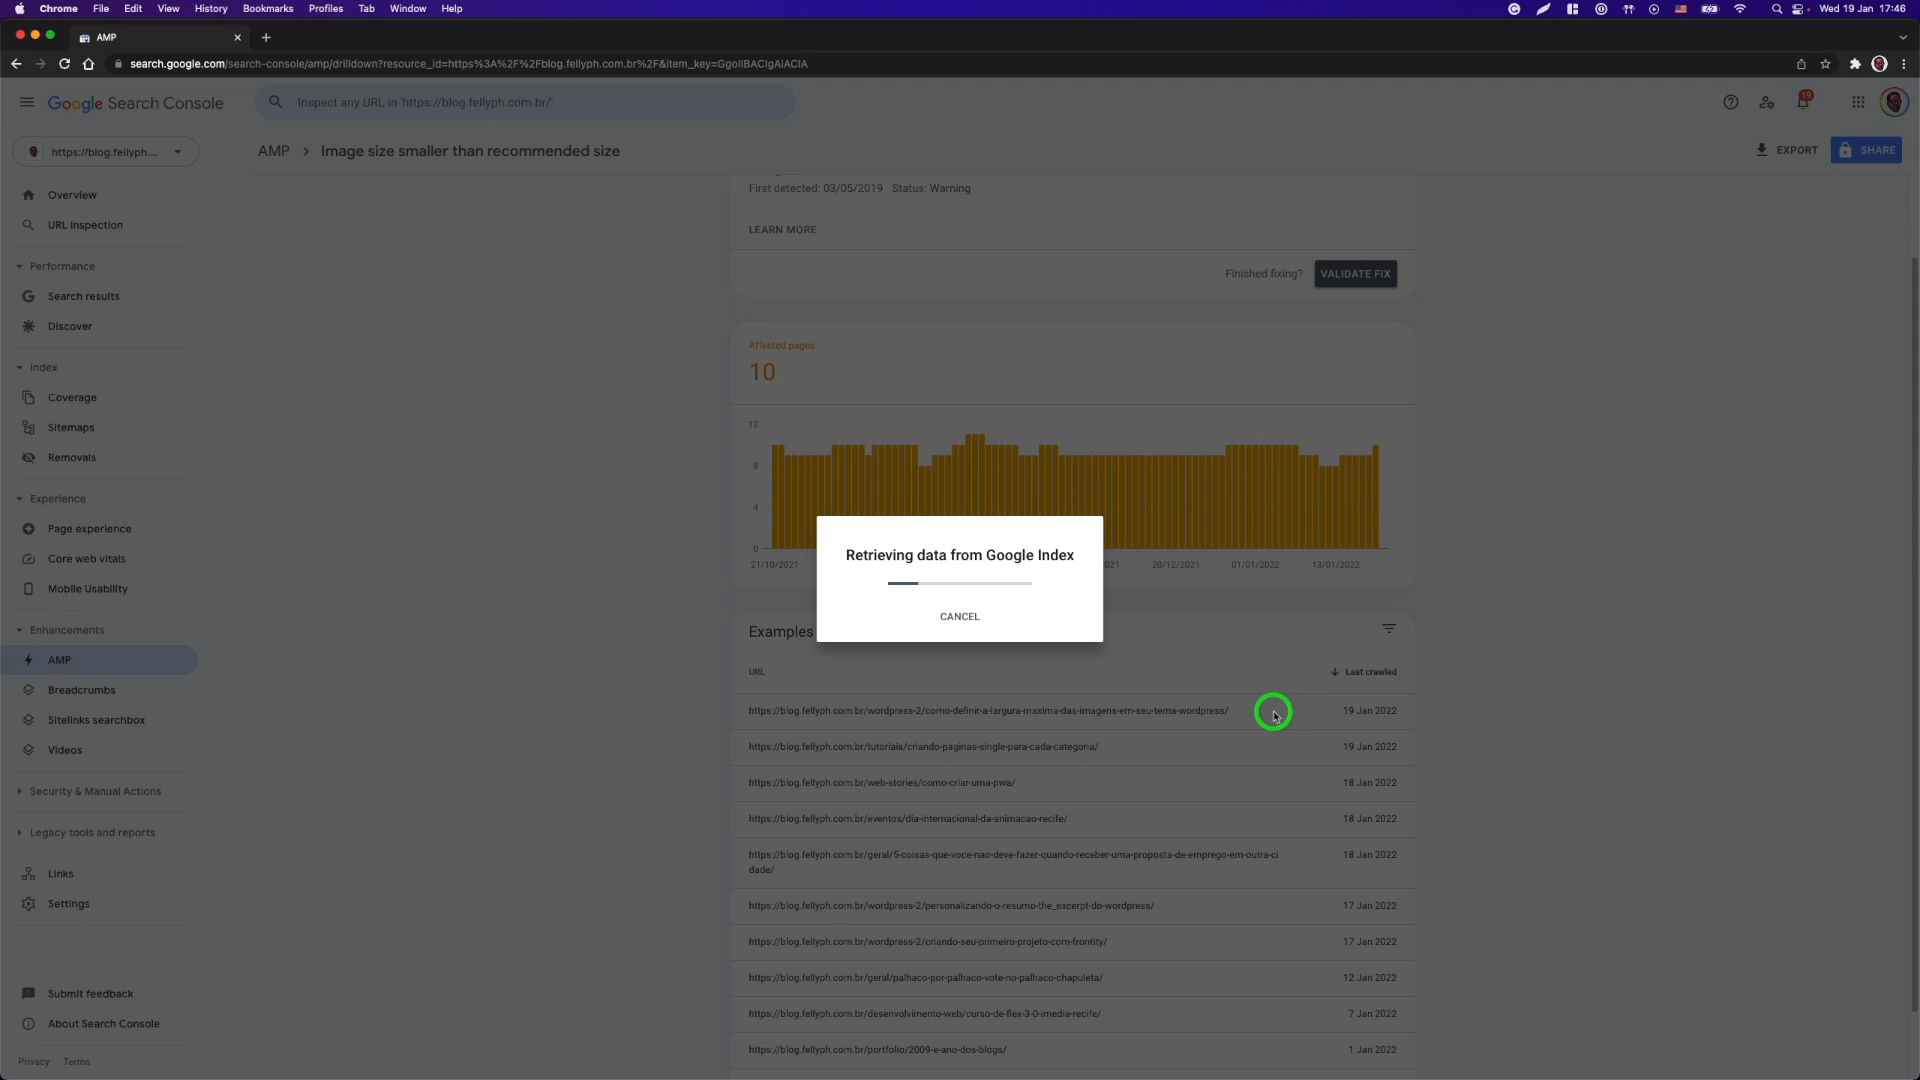 Chrome File Edit View History Bookmarks Profiles Tab Window Help
Wed 19 Jan 17:46
AMP
search.google.com/search-console/amp/drilldown?resource_id=https%3A%2F%2Fblog.fellyph.com.br%2F&item_key=GgoIIBACIgAiACIA
Google Search Console
Inspect any URL in 'https://blog.fellyph.com.br/'
19
https://blog.fellyph....
AMP > Image size smaller than recommended size
EXPORT
SHARE
Overview
URL inspection
Performance
Search results
Discover
Index
Coverage
Sitemaps
Removals
Experience
Page experience
Core web vitals
Mobile Usability
Enhancements
AMP
Breadcrumbs
Sitelinks searchbox
Videos
Security & Manual Actions
Legacy tools and reports
Links
Settings
Submit feedback
About Search Console
Privacy Terms
First detected: 03/05/2019 Status: Warning
LEARN MORE
Finished fixing? VALIDATE FIX
Affected pages
10
12
8
4
0
21/10/2021 20/12/2021 01/01/2022 13/01/2022
Retrieving data from Google Index
CANCEL
Examples
URL Last crawled
https://blog.fellyph.com.br/wordpress-2/como-definir-a-largura-maxima-das-imagens-em-seu-tema-wordpress/ 19 Jan 2022
https://blog.fellyph.com.br/tutoriais/criando-paginas-single-para-cada-categoria/ 19 Jan 2022
https://blog.fellyph.com.br/web-stories/como-criar-uma-pwa/ 18 Jan 2022
https://blog.fellyph.com.br/eventos/dia-internacional-da-animacao-recife/ 18 Jan 2022
https://blog.fellyph.com.br/geral/5-coisas-que-voce-nao-deve-fazer-quando-receber-uma-proposta-de-emprego-em-outra-ci 18 Jan 2022
dade/
https://blog.fellyph.com.br/wordpress-2/personalizando-o-resumo-the_excerpt-do-wordpress/ 17 Jan 2022
https://blog.fellyph.com.br/wordpress-2/criando-seu-primeiro-projeto-com-frontity/ 17 Jan 2022
https://blog.fellyph.com.br/geral/palhaco-por-palhaco-vote-no-palhaco-chapuleta/ 12 Jan 2022
https://blog.fellyph.com.br/desenvolvimento-web/curso-de-flex-3-0-imedia-recife/ 7 Jan 2022
https://blog.fellyph.com.br/portfolio/2009-e-ano-dos-blogs/ 1 Jan 2022